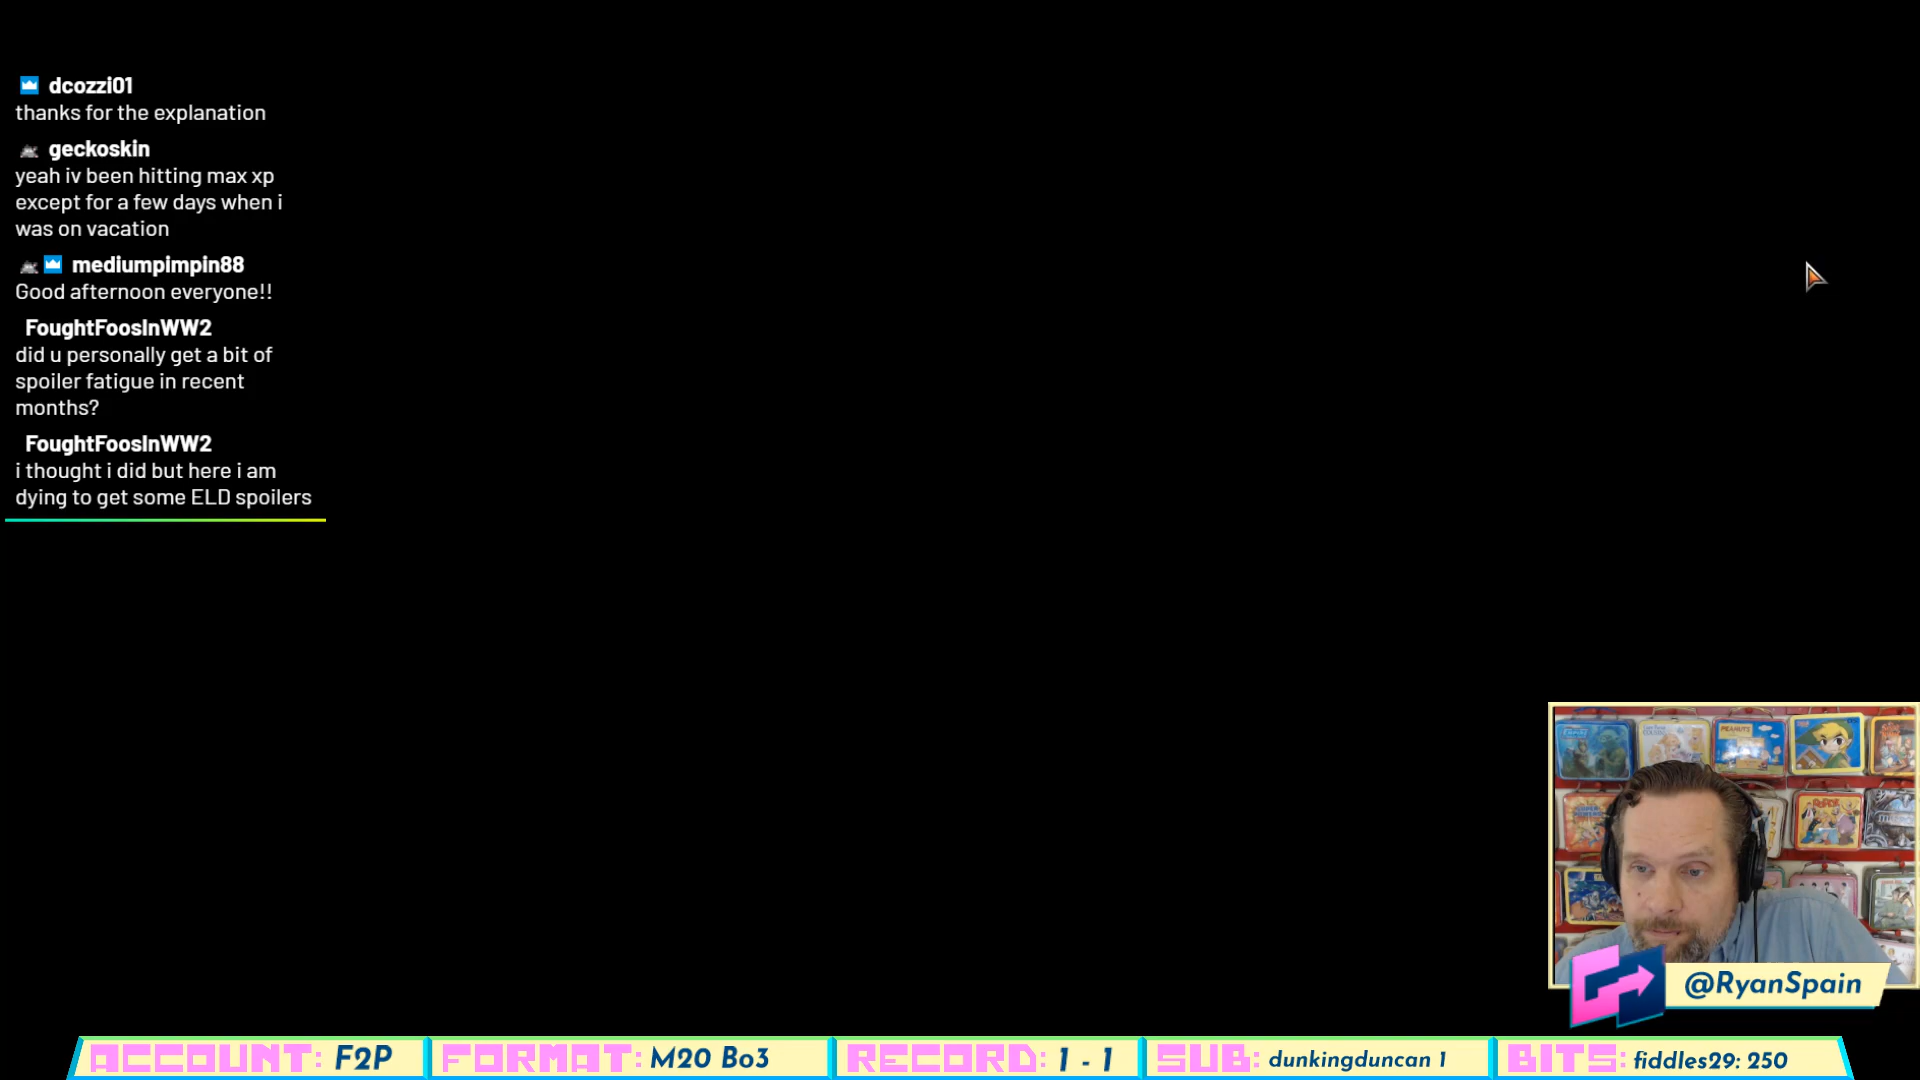 dcozzi01
thanks for the explanation
geckoskin
yeah iv been hitting max xp
except for a few days when i
was on vacation
mediumpimpin88
Good afternoon everyone!!
FoughtFoosInWW2
did u personally get a bit of
spoiler fatigue in recent
months?
FoughtFoosInWW2
i thought i did but here i am
dying to get some ELD spoilers
PEANUTS
POPEYE
@RyanSpain
ACCOUNT: F2P
FORMAT: M20 Bo3
RECORD: 1 - 1
SUB: dunkingduncan 1
BITS: fiddles29: 250